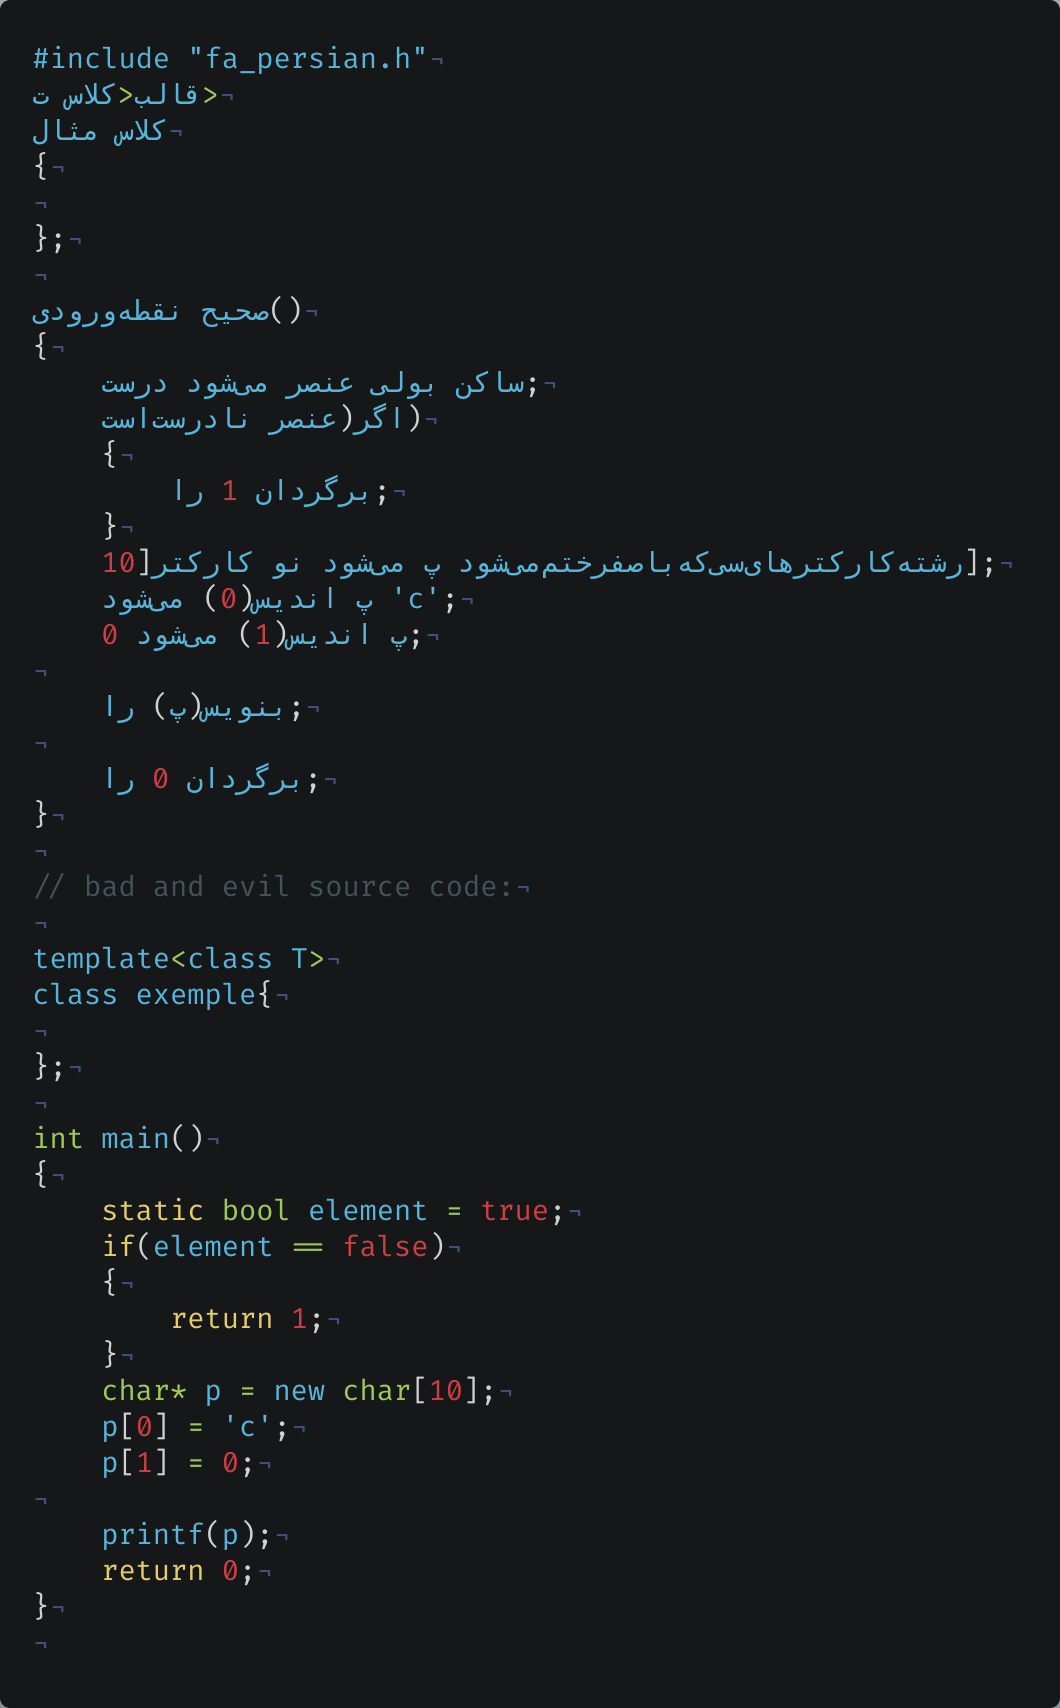 #include "fa_persian.h"
قالب<کلاس ت>
کلاس مثال
{

};

صحیح نقطه‌ورودی()
{
    ساکن بولی عنصر می‌شود درست;
    اگر(عنصر نادرست‌است)
    {
        برگردان 1 را;
    }
    رشته‌کارکترهای‌سی‌که‌باصفرختم‌می‌شود پ می‌شود نو کارکتر[10];
    پ اندیس(0) می‌شود 'c';
    پ اندیس(1) می‌شود 0;

    بنویس(پ) را;

    برگردان 0 را;
}

// bad and evil source code:

template<class T>
class exemple{

};

int main()
{
    static bool element = true;
    if(element == false)
    {
        return 1;
    }
    char* p = new char[10];
    p[0] = 'c';
    p[1] = 0;

    printf(p);
    return 0;
}